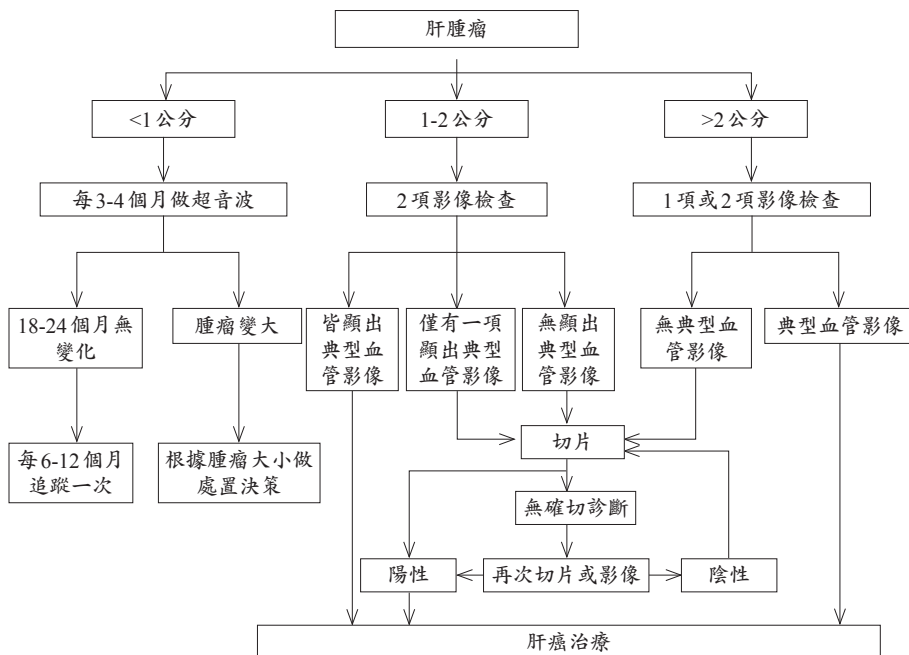 肝腫瘤
<1公分
1-2公分
>2公分
每3-4個月做超音波
2項影像檢查
1項或2項影像檢查
18-24個月無
變化
腫瘤變大
皆顯出
典型血
管影像
僅有一項
顯出典型
血管影像
無顯出
典型血
管影像
無典型血
管影像
典型血管影像
每6-12個月
追蹤一次
根據腫瘤大小做
處置決策
切片
無確切診斷
陽性
再次切片或影像
陰性
肝癌治療